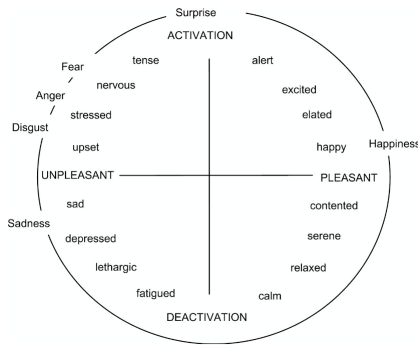 Surprise
ACTIVATION
tense
alert
Fear
nervous
excited
Anger
stressed
elated
Disgust
upset
happy
Happiness
UNPLEASANT
PLEASANT
sad
contented
Sadness
depressed
serene
lethargic
relaxed
fatigued
calm
DEACTIVATION